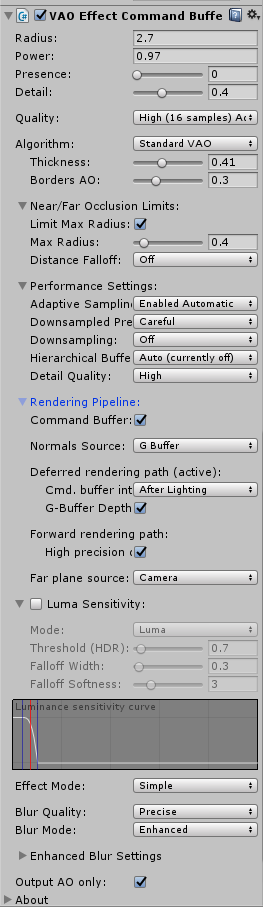 VAO Effect Command Buffe
Radius: 2.7
Power: 0.97
Presence: 0
Detail: 0.4
Quality: High (16 samples) Ac
Algorithm: Standard VAO
Thickness: 0.41
Borders AO: 0.3
Near/Far Occlusion Limits:
Limit Max Radius:
Max Radius: 0.4
Distance Falloff: Off
Performance Settings:
Adaptive Samplin Enabled Automatic
Downsampled Pre Careful
Downsampling: Off
Hierarchical Buffe Auto (currently off)
Detail Quality: High
Rendering Pipeline:
Command Buffer:
Normals Source: G Buffer
Deferred rendering path (active):
Cmd. buffer int After Lighting
G-Buffer Depth
Forward rendering path:
High precision
Far plane source: Camera
Luma Sensitivity:
Mode: Luma
Threshold (HDR): 0.7
Falloff Width: 0.3
Falloff Softness: 3
Luminance sensitivity curve
Effect Mode: Simple
Blur Quality: Precise
Blur Mode: Enhanced
Enhanced Blur Settings
Output AO only:
About